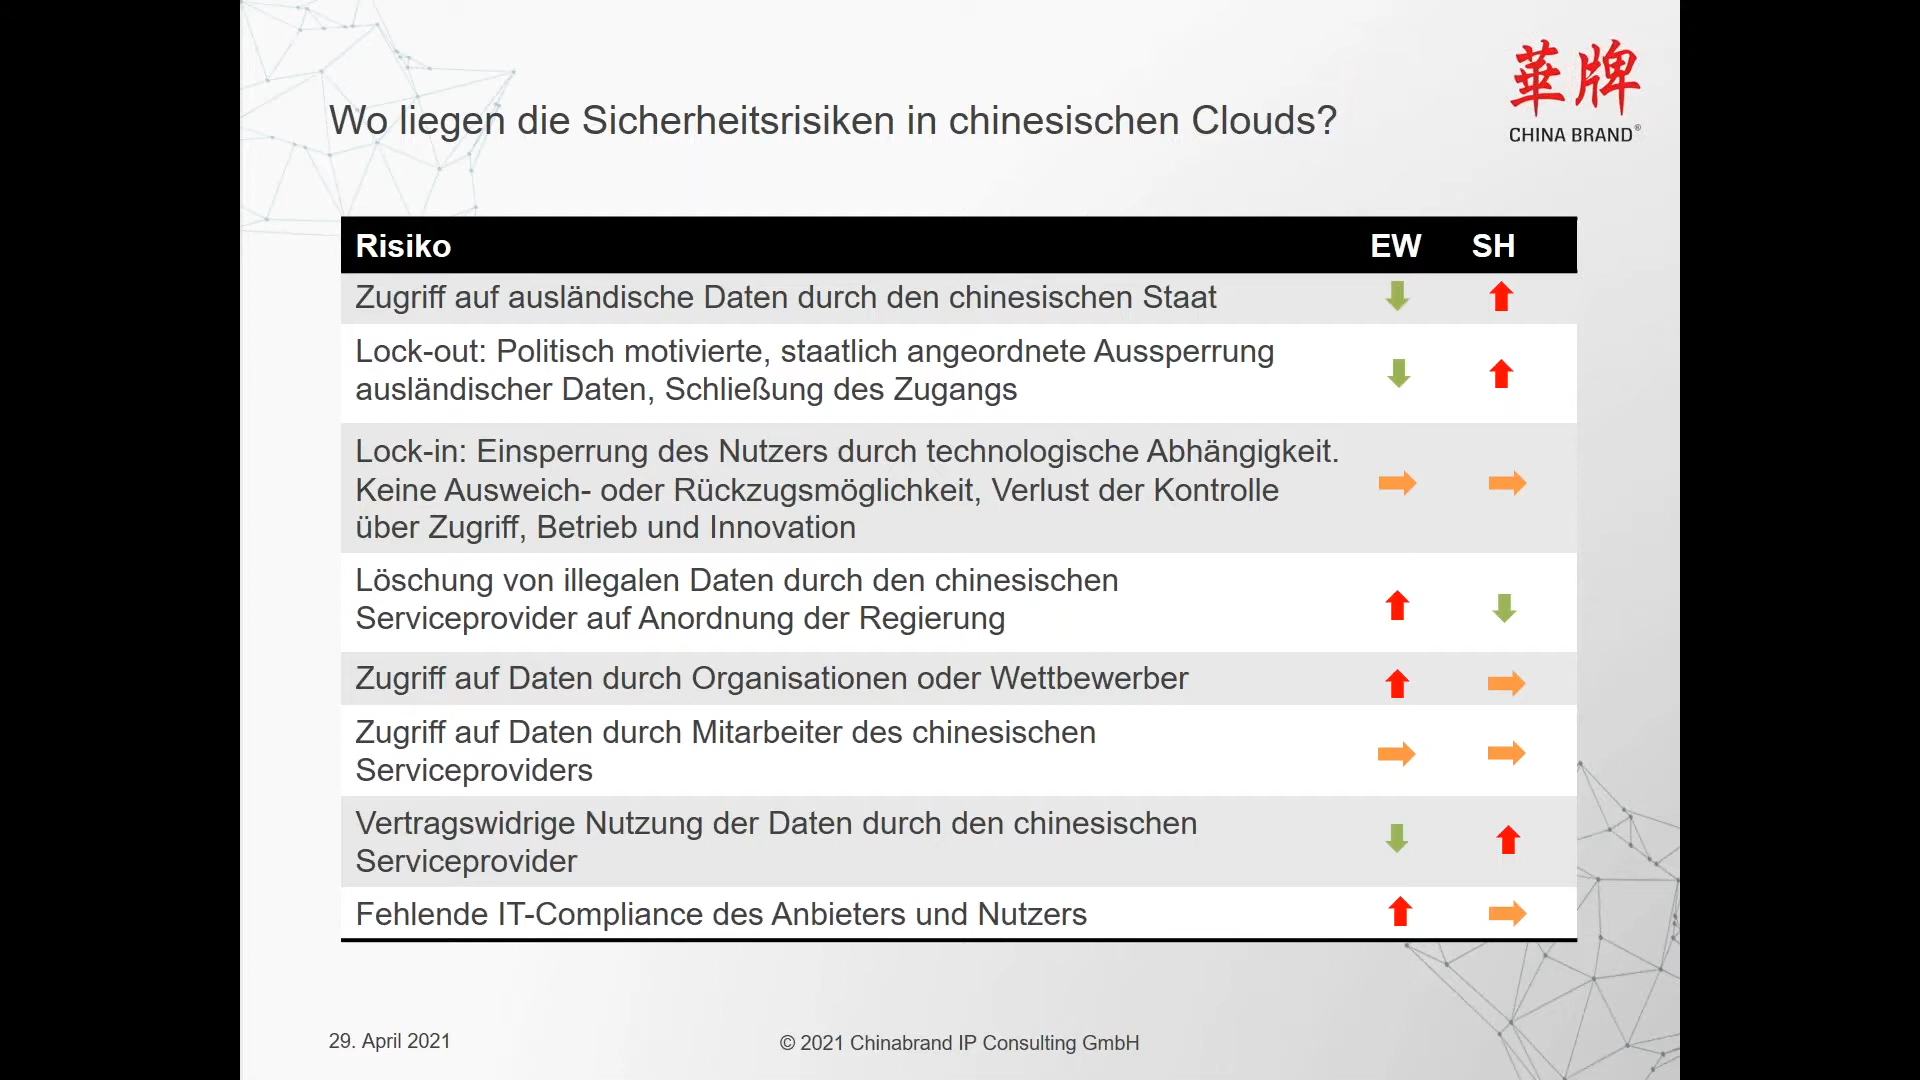 華牌
CHINA BRAND®
Wo liegen die Sicherheitsrisiken in chinesischen Clouds?
Risiko EW SH
Zugriff auf ausländische Daten durch den chinesischen Staat
Lock-out: Politisch motivierte, staatlich angeordnete Aussperrung
ausländischer Daten, Schließung des Zugangs
Lock-in: Einsperrung des Nutzers durch technologische Abhängigkeit.
Keine Ausweich- oder Rückzugsmöglichkeit, Verlust der Kontrolle
über Zugriff, Betrieb und Innovation
Löschung von illegalen Daten durch den chinesischen
Serviceprovider auf Anordnung der Regierung
Zugriff auf Daten durch Organisationen oder Wettbewerber
Zugriff auf Daten durch Mitarbeiter des chinesischen
Serviceproviders
Vertragswidrige Nutzung der Daten durch den chinesischen
Serviceprovider
Fehlende IT-Compliance des Anbieters und Nutzers
29. April 2021
© 2021 Chinabrand IP Consulting GmbH